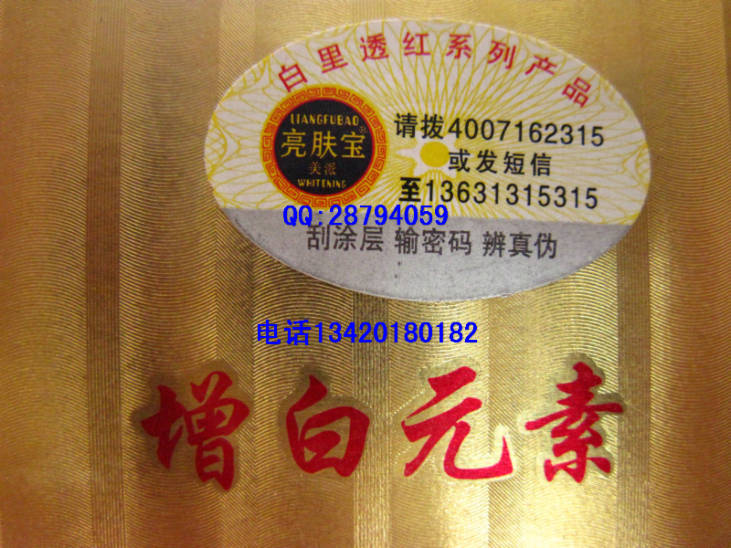 白里透红系列产品
LIANGFUBAO
亮肤宝®
美派
WHITENING
请拨4007162315
或发短信
至13631315315
QQ:28794059
刮涂层 输密码 辨真伪
电话13420180182
增白元素